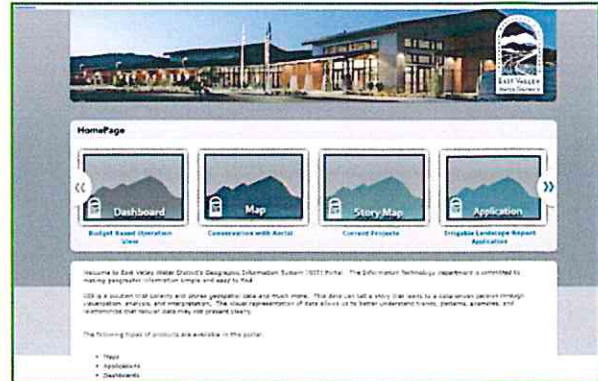 EAST VALLEY
WATER DISTRICT
HomePage
«
Dashboard
Map
Story Map
Application
»
Budget Based Operation View
Conservation with Aerial
Current Projects
Irrigable Landscape Report Application
Welcome to East Valley Water District's Geographic Information System (GIS) Portal. The Information Technology department is committed to
making geographic information simple and easy to find.
GIS is a solution that collects and stores geospatial data and much more. This data can tell a story that leads to a data-driven decision through
visualization, analysis, and interpretation. The visual representation of data allows us to better understand trends, patterns, anomalies, and
relationships that tabular data may not present clearly.
The following types of products are available in this portal:
• Maps
• Applications
• Dashboards